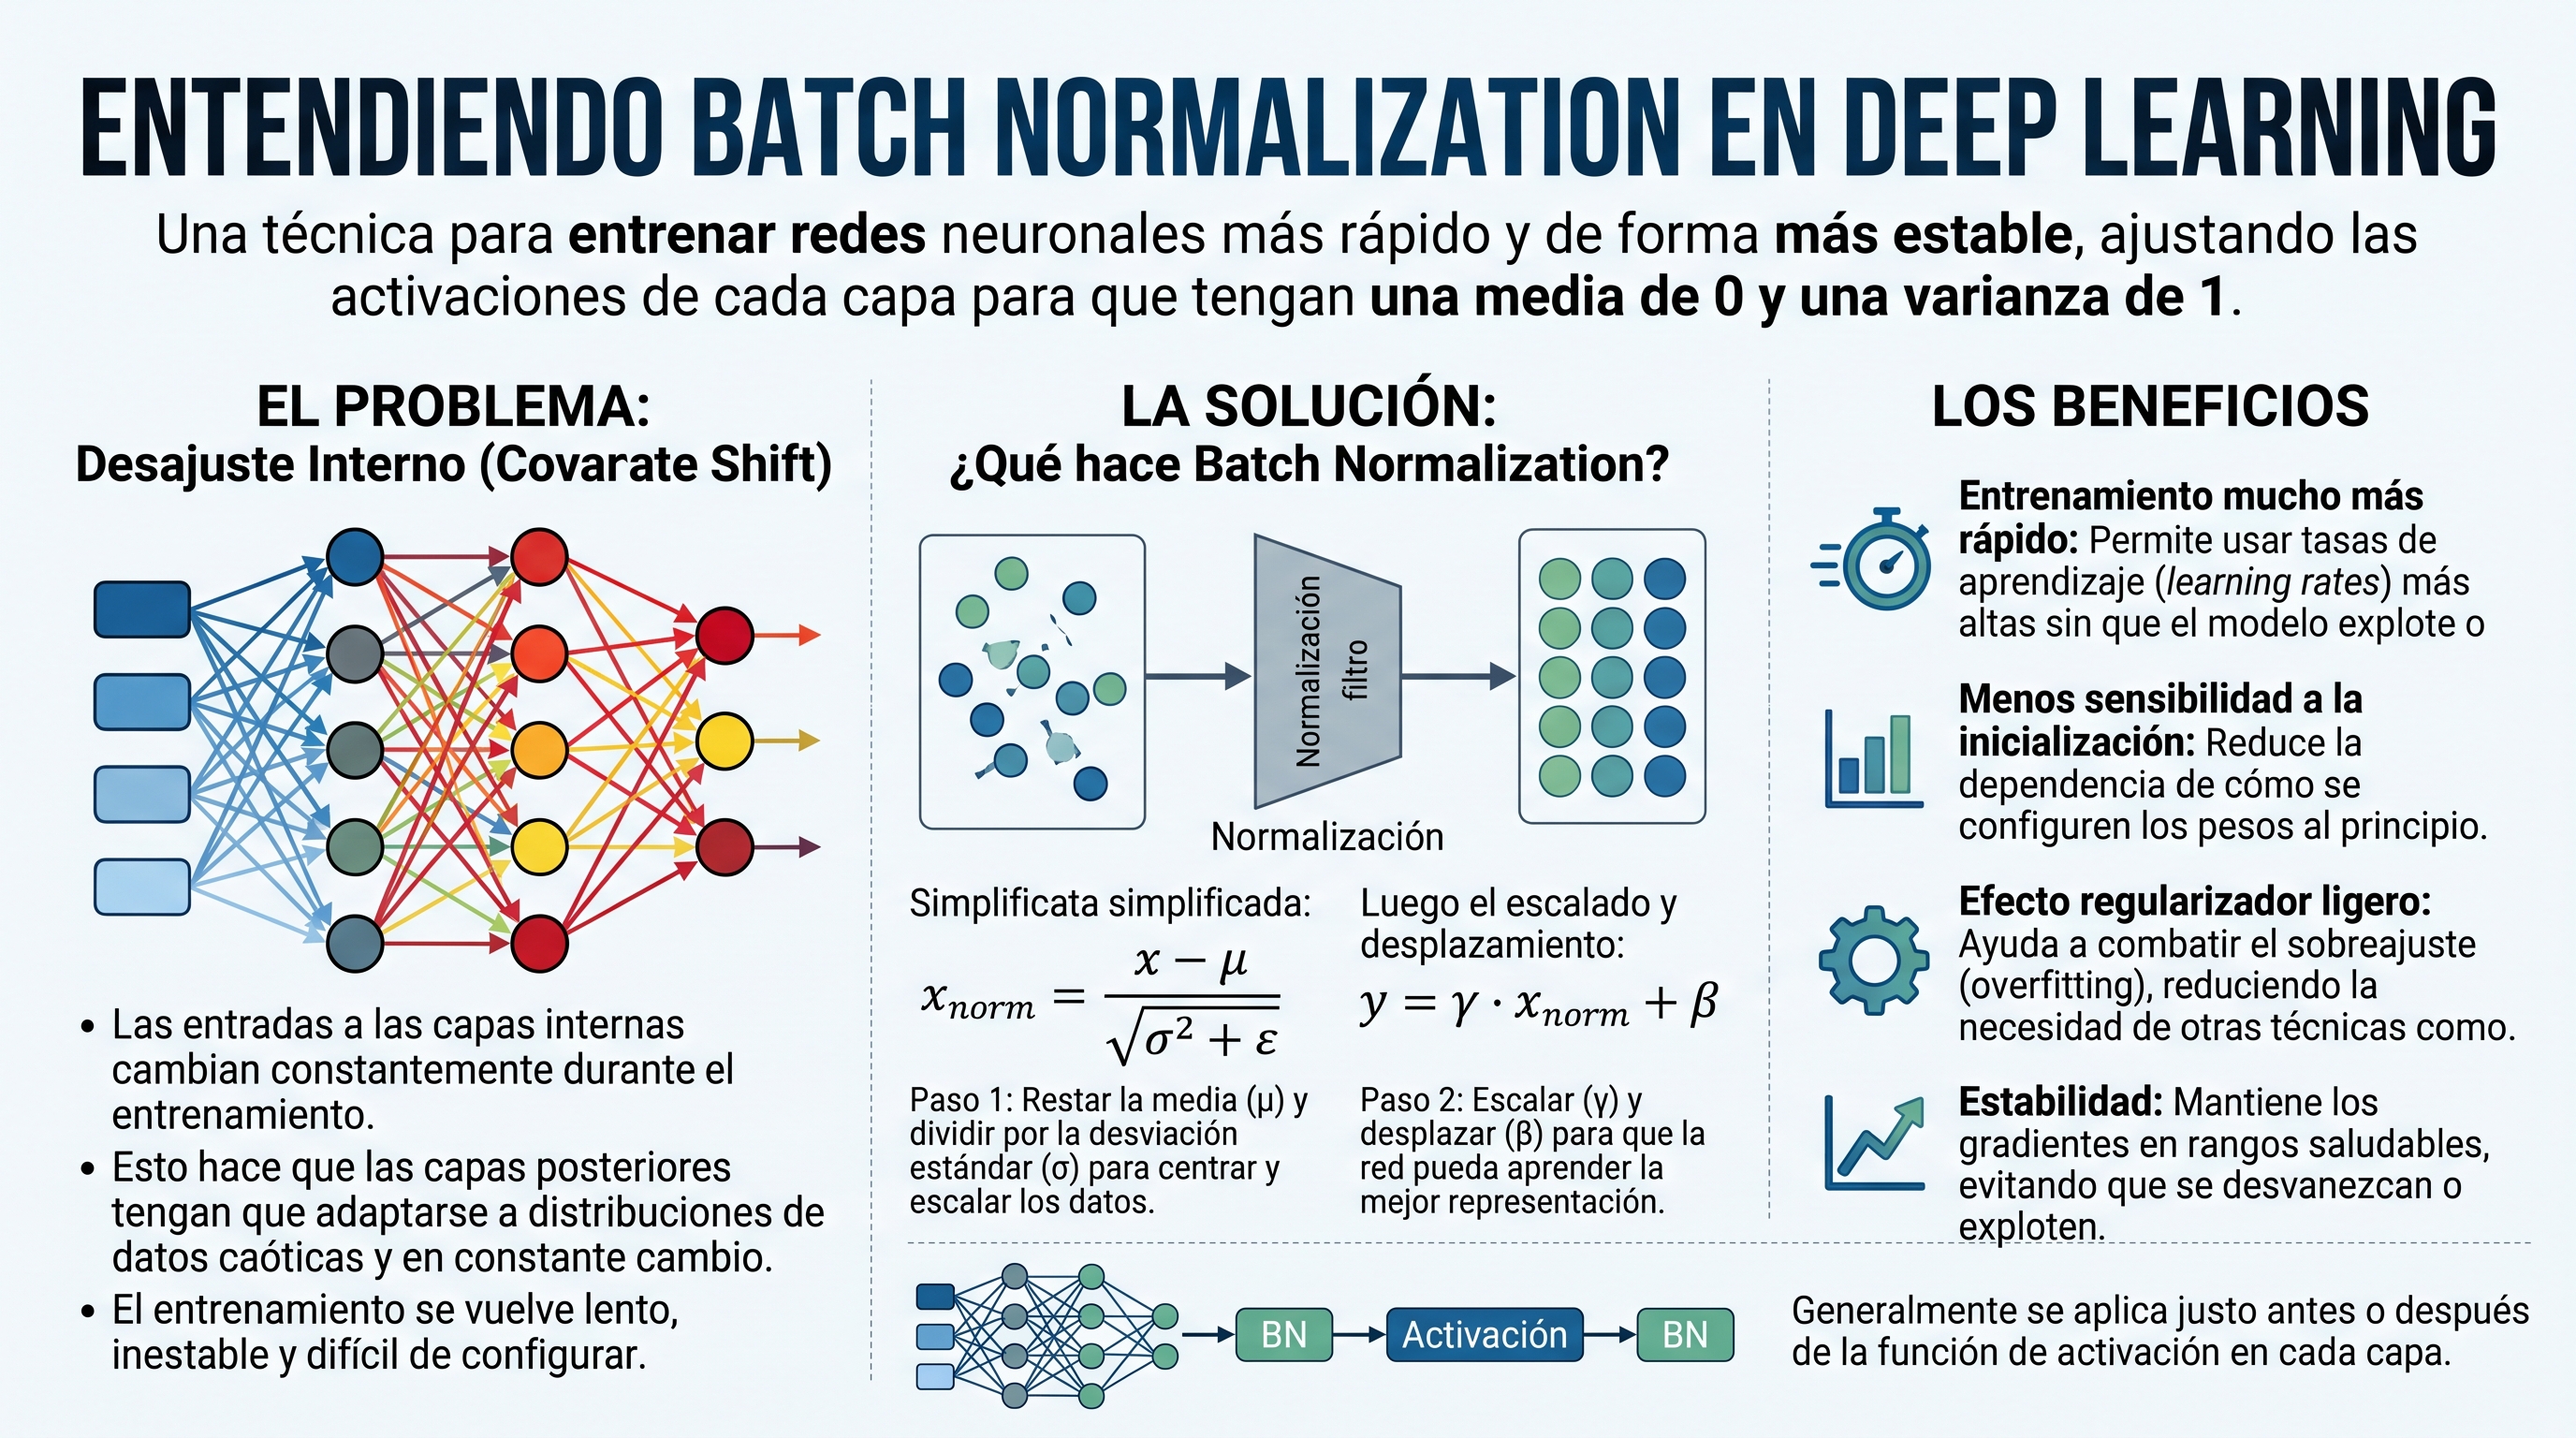 ENTENDIENDO BATCH NORMALIZATION EN DEEP LEARNING
Una técnica para entrenar redes neuronales más rápido y de forma más estable, ajustando las
activaciones de cada capa para que tengan una media de 0 y una varianza de 1.
EL PROBLEMA:
Desajuste Interno (Covarate Shift)
• Las entradas a las capas internas
cambian constantemente durante el
entrenamiento.
• Esto hace que las capas posteriores
tengan que adaptarse a distribuciones de
datos caóticas y en constante cambio.
• El entrenamiento se vuelve lento,
inestable y difícil de configurar.
LA SOLUCIÓN:
¿Qué hace Batch Normalization?
Normalización
filtro
Normalización
Simplificata simplificada:
x_norm = (x − μ) / √(σ² + ε)
Paso 1: Restar la media (μ) y
dividir por la desviación
estándar (σ) para centrar y
escalar los datos.
Luego el escalado y
desplazamiento:
y = γ · x_norm + β
Paso 2: Escalar (γ) y
desplazar (β) para que la
red pueda aprender la
mejor representación.
LOS BENEFICIOS
Entrenamiento mucho más
rápido: Permite usar tasas de
aprendizaje (learning rates) más
altas sin que el modelo explote o
Menos sensibilidad a la
inicialización: Reduce la
dependencia de cómo se
configuren los pesos al principio.
Efecto regularizador ligero:
Ayuda a combatir el sobreajuste
(overfitting), reduciendo la
necesidad de otras técnicas como.
Estabilidad: Mantiene los
gradientes en rangos saludables,
evitando que se desvanezcan o
exploten.
BN
Activación
BN
Generalmente se aplica justo antes o después
de la función de activación en cada capa.